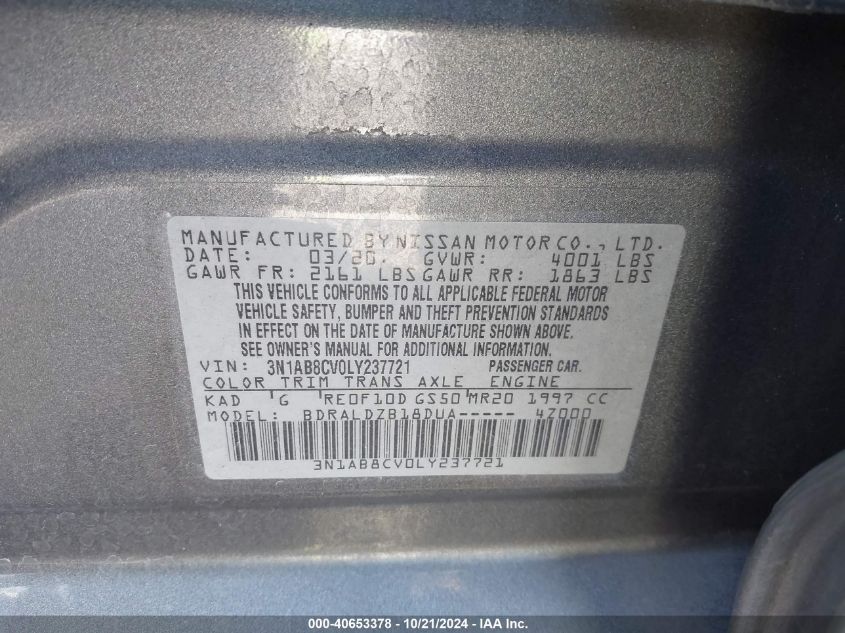 MANUFACTURED BY NISSAN MOTOR CO., LTD.
DATE: 03/20. GVWR: 4001 LBS
GAWR FR: 2161 LBS GAWR RR: 1863 LBS
THIS VEHICLE CONFORMS TO ALL APPLICABLE FEDERAL MOTOR
VEHICLE SAFETY, BUMPER AND THEFT PREVENTION STANDARDS
IN EFFECT ON THE DATE OF MANUFACTURE SHOWN ABOVE.
SEE OWNER'S MANUAL FOR ADDITIONAL INFORMATION.
VIN: 3N1AB8CV0LY237721 PASSENGER CAR.
COLOR TRIM TRANS AXLE ENGINE
KAD G RE0F10D GS50 MR20 1997 CC
MODEL: BDRALDZB18DUA----- 4Z000
3N1AB8CV0LY237721
000-40653378 - 10/21/2024 - IAA Inc.